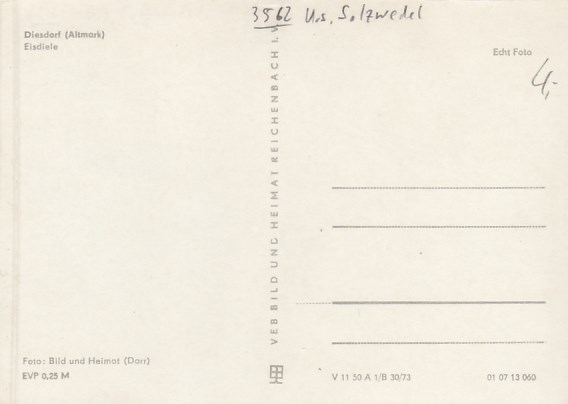 3562 Krs. Salzwedel
Diesdorf (Altmark)
Eisdiele
Echt Foto
4,-
VEB BILD UND HEIMAT REICHENBACH I. V.
Foto: Bild und Heimat (Darr)
EVP 0,25 M
V 11 50 A 1/B 30/73
01 07 13 060